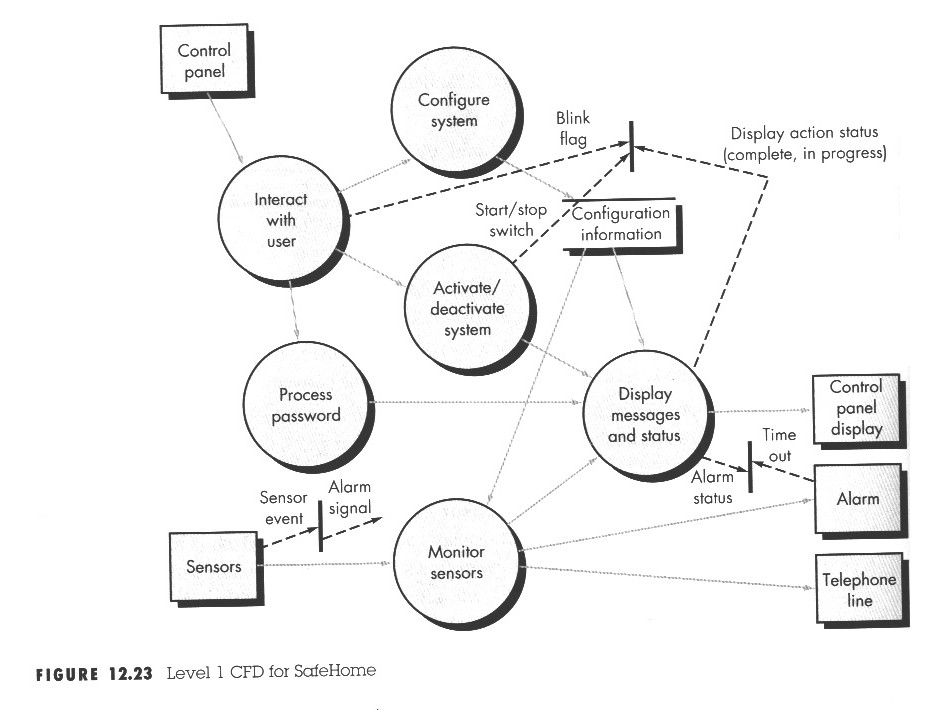 Control
panel
Configure
system
Blink
flag
Display action status
(complete, in progress)
Interact
with
user
Start/stop
switch
Configuration
information
Activate/
deactivate
system
Process
password
Display
messages
and status
Control
panel
display
Time
out
Alarm
status
Alarm
Sensor
event
Alarm
signal
Sensors
Monitor
sensors
Telephone
line
FIGURE 12.23 Level 1 CFD for SafeHome